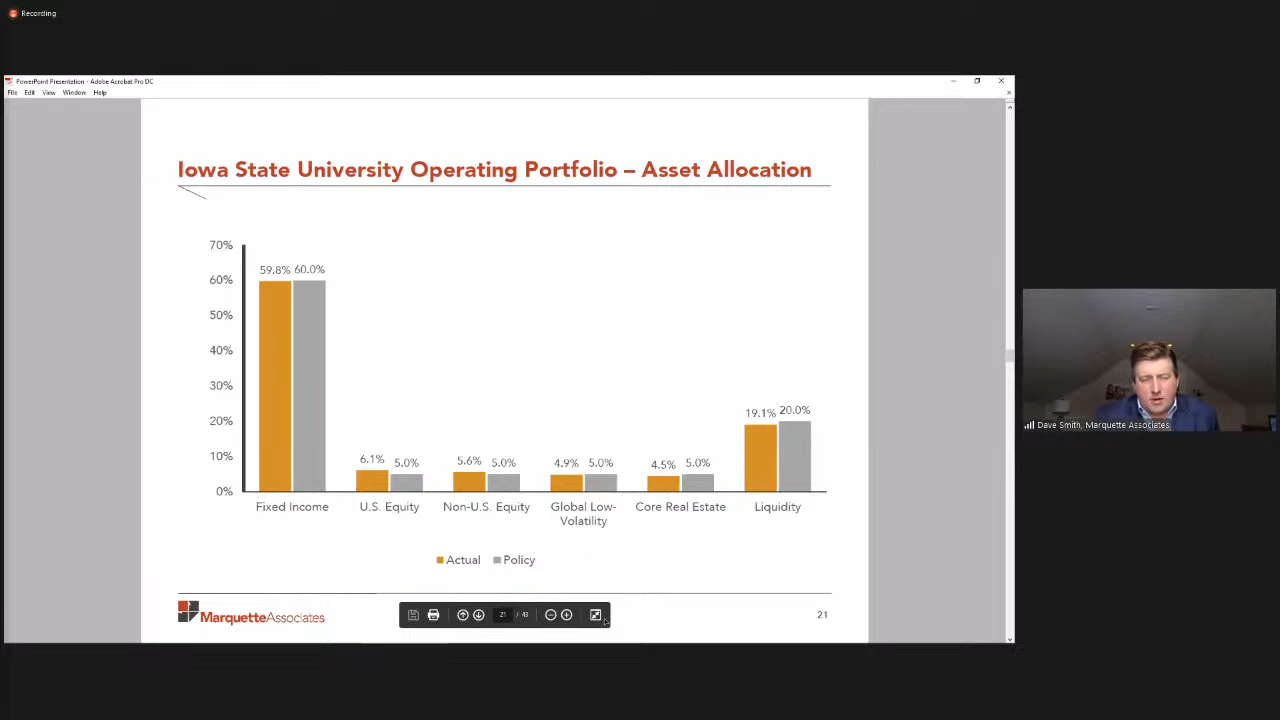 Recording
PowerPoint Presentation - Adobe Acrobat Pro DC
File Edit View Window Help
Iowa State University Operating Portfolio – Asset Allocation
70%
60%
50%
40%
30%
20%
10%
0%
59.8% 60.0%
6.1% 5.0%
5.6% 5.0%
4.9% 5.0%
4.5% 5.0%
19.1% 20.0%
Fixed Income
U.S. Equity
Non-U.S. Equity
Global Low-
Volatility
Core Real Estate
Liquidity
Actual Policy
MarquetteAssociates
21 / 43
21
Dave Smith, Marquette Associates